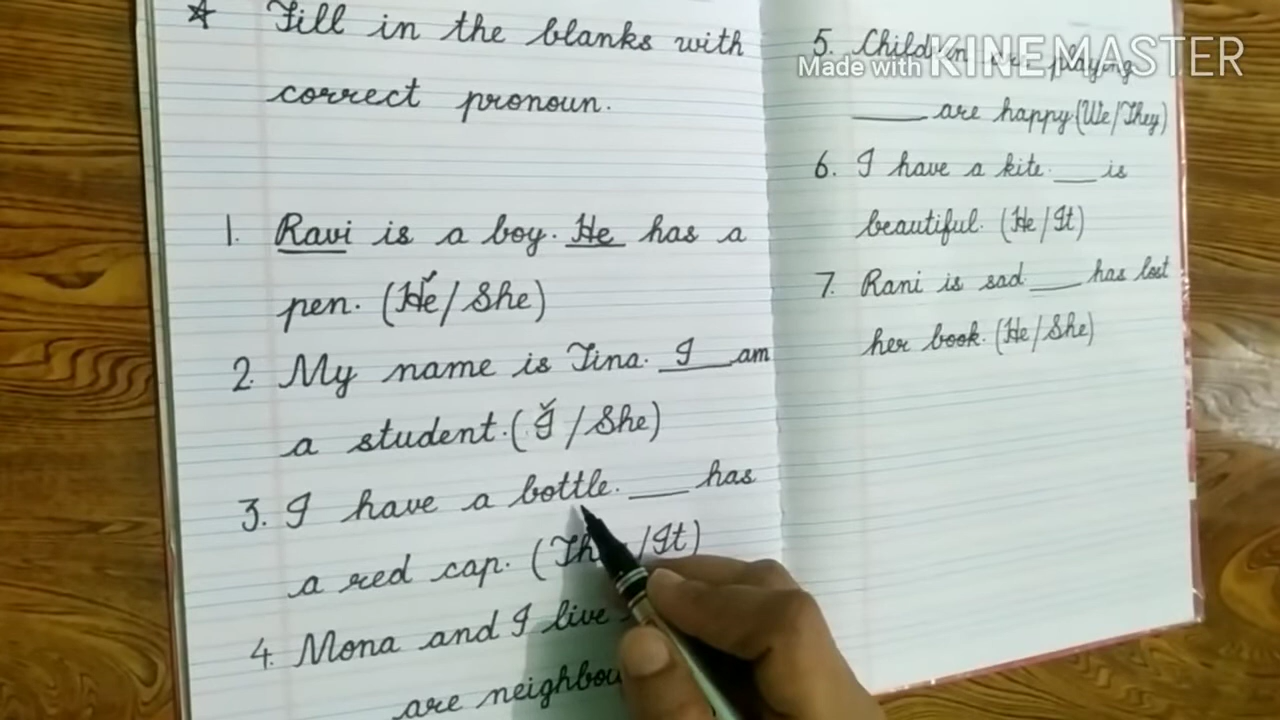 ☆ Fill in the blanks with
correct pronoun.
1. Ravi is a boy. He has a
pen. (He/She)
2. My name is Tina. I am
a student. (I/She)
3. I have a bottle. ___ has
a red cap. (/It)
4. Mona and I live
are
5. are playing
___ are happy. (We/They)
6. I have a kite. ___ is
beautiful. (He/It)
7. Rani is sad ___ has lost
her book. (He/She)
Made with KINEMASTER